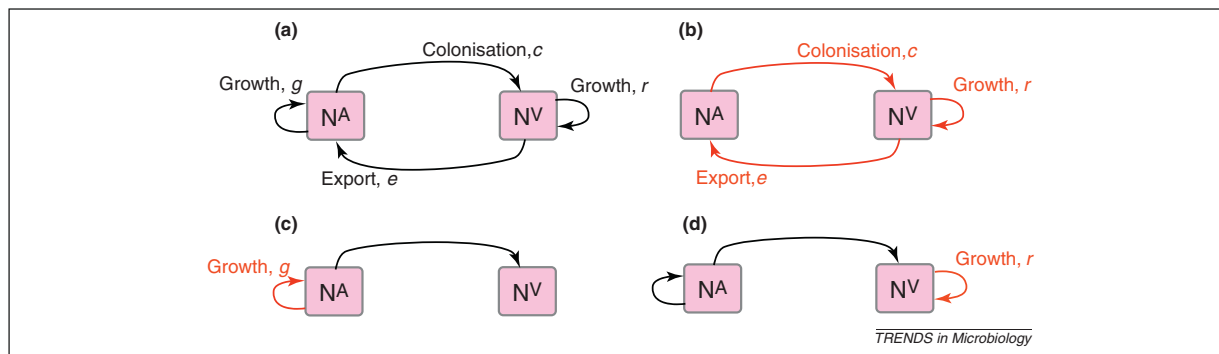 (a)
Colonisation,c
Growth, g
Growth, r
NA
NV
Export, e
(b)
Colonisation,c
Growth, r
NA
NV
Export,e
(c)
Growth, g
NA
NV
(d)
Growth, r
NA
NV
TRENDS in Microbiology